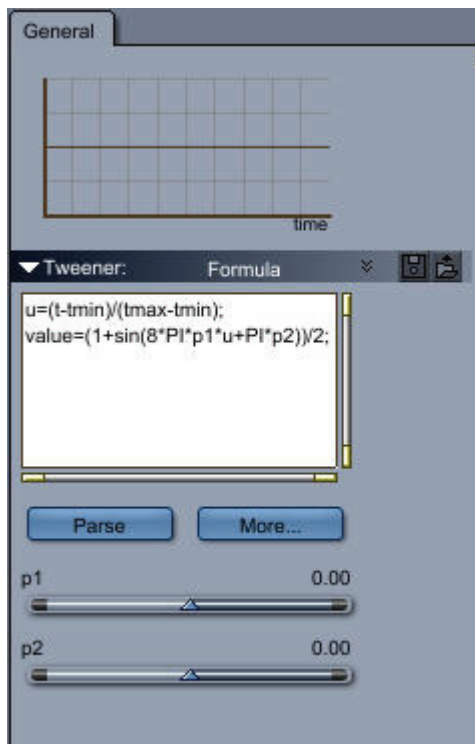 General
time
Tweener: Formula
u=(t-tmin)/(tmax-tmin);
value=(1+sin(8*PI*p1*u+PI*p2))/2;
Parse More...
p1 0.00
p2 0.00